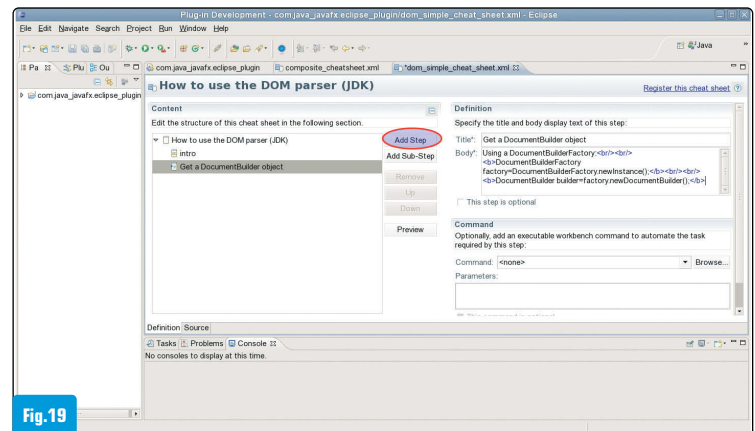 Plug-in Development - com.java_javafx.eclipse_plugin/dom_simple_cheat_sheet.xml - Eclipse
File Edit Navigate Search Project Run Window Help
Java
Pa Plu Ou com.java_javafx.eclipse_plugin composite_cheatsheet.xml *dom_simple_cheat_sheet.xml
com.java_javafx.eclipse_plugin
How to use the DOM parser (JDK)
Register this cheat sheet
Content
Edit the structure of this cheat sheet in the following section.
How to use the DOM parser (JDK)
intro
Get a DocumentBuilder object
Add Step
Add Sub-Step
Remove
Up
Down
Preview
Definition
Specify the title and body display text of this step:
Title*: Get a DocumentBuilder object
Body*: Using a DocumentBuilderFactory:<br/><br/>
<b>DocumentBuilderFactory
factory=DocumentBuilderFactory.newInstance();</b><br/><br/>
<b>DocumentBuilder builder=factory.newDocumentBuilder();</b>
This step is optional
Command
Optionally, add an executable workbench command to automate the task
required by this step:
Command: <none> Browse...
Parameters:
Definition Source
Tasks Problems Console
No consoles to display at this time.
Fig.19